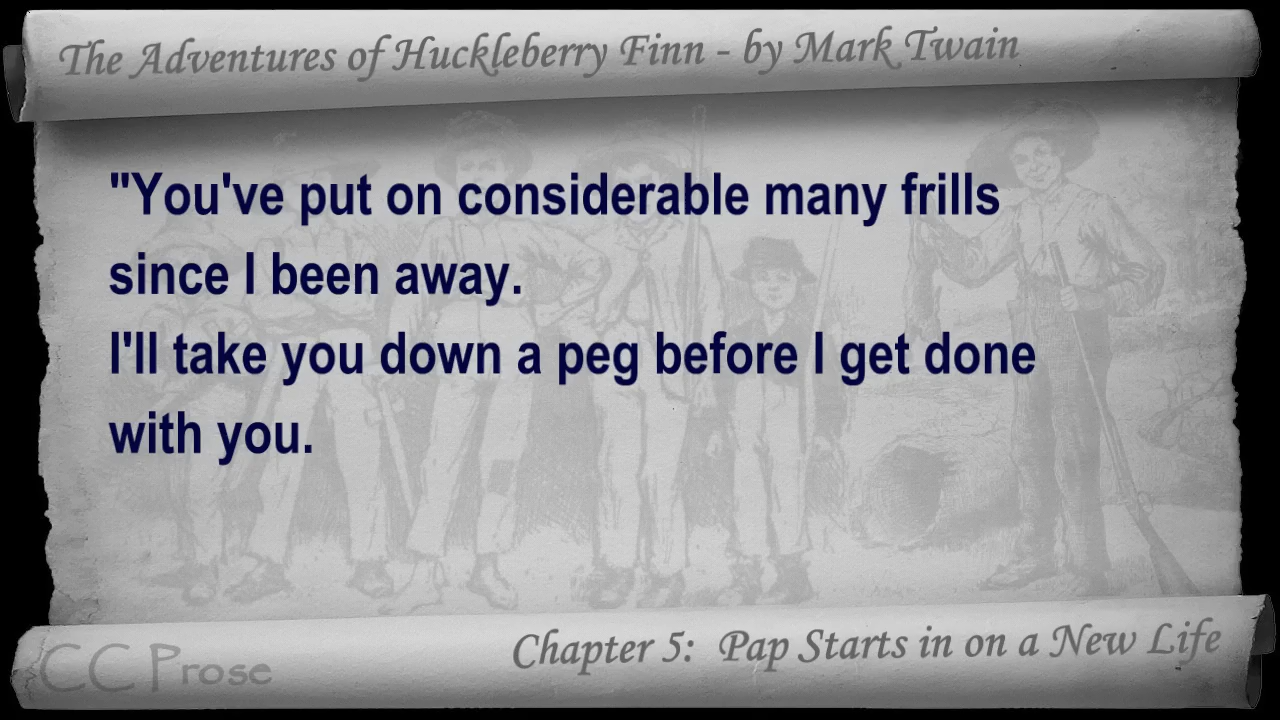 The Adventures of Huckleberry Finn - by Mark Twain
"You've put on considerable many frills
since I been away.
I'll take you down a peg before I get done
with you.
CC Prose
Chapter 5: Pap Starts in on a New Life